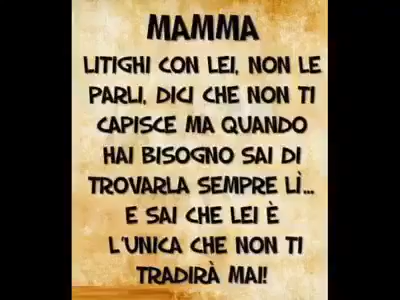 MAMMA
LITIGHI CON LEI, NON LE
PARLI, DICI CHE NON TI
CAPISCE MA QUANDO
HAI BISOGNO SAI DI
TROVARLA SEMPRE LÌ...
E SAI CHE LEI È
L'UNICA CHE NON TI
TRADIRÀ MAI!